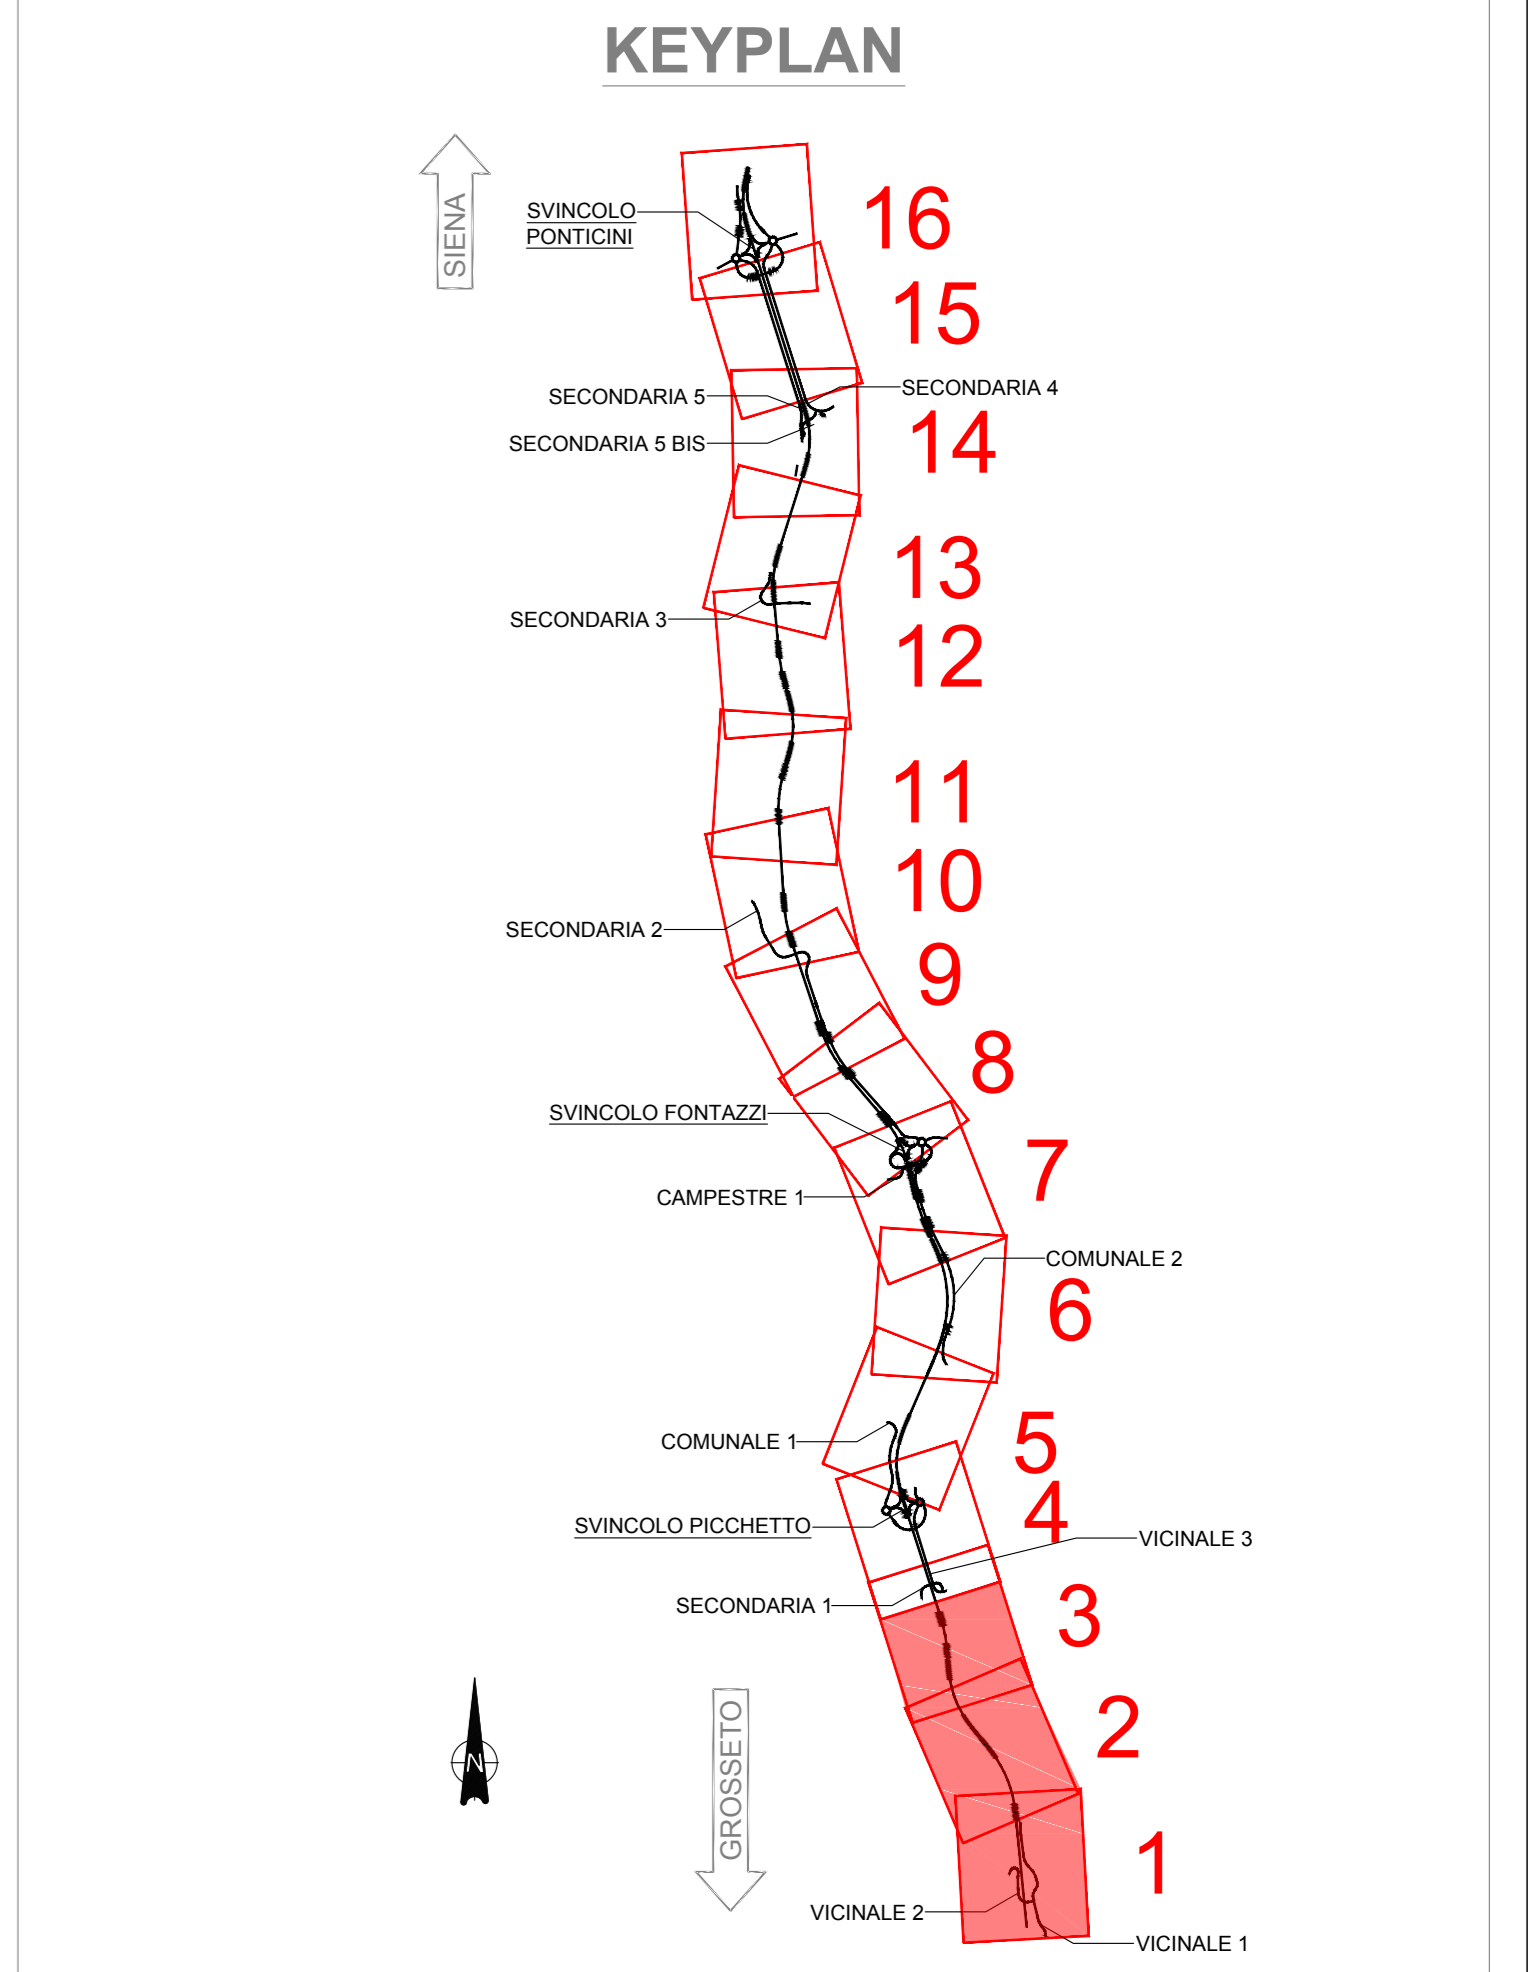 KEYPLAN
SIENA
SVINCOLO
PONTICINI
16
15
SECONDARIA 5
SECONDARIA 4
SECONDARIA 5 BIS
14
13
SECONDARIA 3
12
11
10
SECONDARIA 2
9
8
SVINCOLO FONTAZZI
7
CAMPESTRE 1
COMUNALE 2
6
COMUNALE 1
5
4
SVINCOLO PICCHETTO
VICINALE 3
SECONDARIA 1
3
2
GROSSETO
N
1
VICINALE 2
VICINALE 1